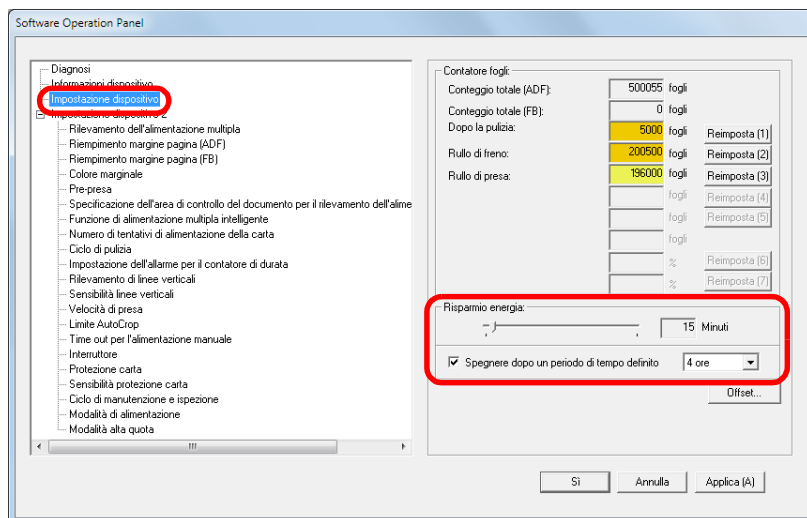 Software Operation Panel
Diagnosi
Informazioni dispositivo
Impostazione dispositivo
Impostazione dispositivo 2
Rilevamento dell'alimentazione multipla
Riempimento margine pagina (ADF)
Riempimento margine pagina (FB)
Colore marginale
Pre-presa
Specificazione dell'area di controllo del documento per il rilevamento dell'alime
Funzione di alimentazione multipla intelligente
Numero di tentativi di alimentazione della carta
Ciclo di pulizia
Impostazione dell'allarme per il contatore di durata
Rilevamento di linee verticali
Sensibilità linee verticali
Velocità di presa
Limite AutoCrop
Time out per l'alimentazione manuale
Interruttore
Protezione carta
Sensibilità protezione carta
Ciclo di manutenzione e ispezione
Modalità di alimentazione
Modalità alta quota
Contatore fogli:
Conteggio totale (ADF): 500055 fogli
Conteggio totale (FB): 0 fogli
Dopo la pulizia: 5000 fogli Reimposta (1)
Rullo di freno: 200500 fogli Reimposta (2)
Rullo di presa: 196000 fogli Reimposta (3)
fogli Reimposta (4)
fogli Reimposta (5)
fogli
% Reimposta (6)
% Reimposta (7)
Risparmio energia:
15 Minuti
Spegnere dopo un periodo di tempo definito 4 ore
Offset...
Sì Annulla Applica (A)